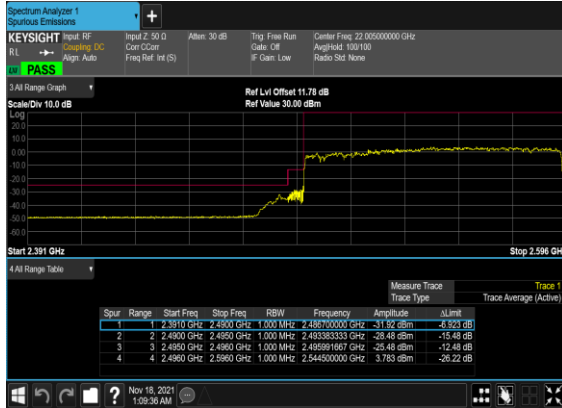 Spectrum Analyzer 1
Spurious Emissions
+
KEYSIGHT
RL
Input: RF
Coupling: DC
Align: Auto
Input Z: 50 Ω
Corr CCorr
Freq Ref: Int (S)
Atten: 30 dB
Trig: Free Run
Gate: Off
IF Gain: Low
Center Freq: 22.005000000 GHz
Avg|Hold: 100/100
Radio Std: None
PASS
3 All Range Graph
Scale/Div 10.0 dB
Ref Lvl Offset 11.78 dB
Ref Value 30.00 dBm
Log
20.0
10.0
0.00
-10.0
-20.0
-30.0
-40.0
-50.0
-60.0
Start 2.391 GHz
Stop 2.596 GH
4 All Range Table
Measure Trace Trace 1
Trace Type Trace Average (Active)
Spur Range Start Freq Stop Freq RBW Frequency Amplitude ΔLimit
1 1 2.3910 GHz 2.4900 GHz 1.000 MHz 2.486700000 GHz -31.92 dBm -6.923 dB
2 2 2.4900 GHz 2.4950 GHz 1.000 MHz 2.493383333 GHz -28.48 dBm -15.48 dB
3 3 2.4950 GHz 2.4960 GHz 1.000 MHz 2.495991667 GHz -25.48 dBm -12.48 dB
4 4 2.4960 GHz 2.5960 GHz 1.000 MHz 2.544500000 GHz 3.783 dBm -26.22 dB
?
Nov 18, 2021
1:09:36 AM